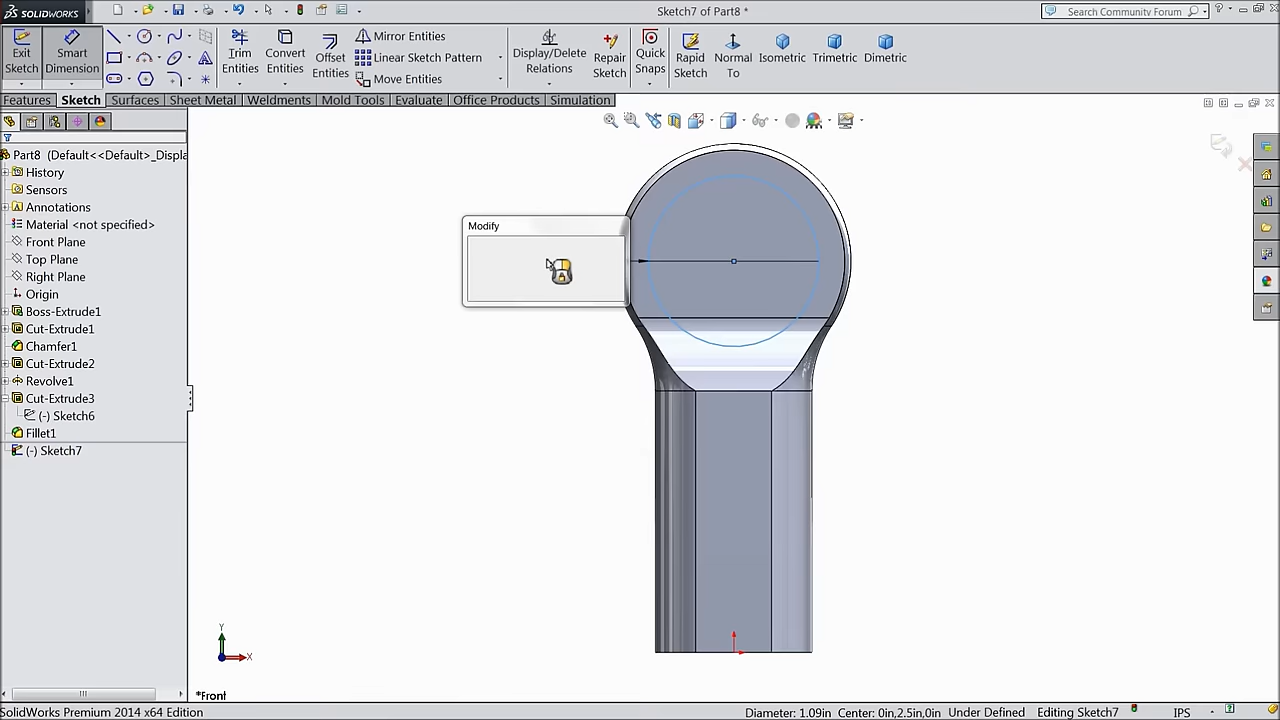 SOLIDWORKS
Sketch7 of Part8 *
Search Community Forum
Exit Sketch
Smart Dimension
Trim Entities
Convert Entities
Offset Entities
Mirror Entities
Linear Sketch Pattern
Move Entities
Display/Delete Relations
Repair Sketch
Quick Snaps
Rapid Sketch
Normal To
Isometric
Trimetric
Dimetric
Features
Sketch
Surfaces
Sheet Metal
Weldments
Mold Tools
Evaluate
Office Products
Simulation
Part8 (Default<<Default>_Displa
History
Sensors
Annotations
Material <not specified>
Front Plane
Top Plane
Right Plane
Origin
Boss-Extrude1
Cut-Extrude1
Chamfer1
Cut-Extrude2
Revolve1
Cut-Extrude3
(-) Sketch6
Fillet1
(-) Sketch7
Modify
Y
X
*Front
SOLIDWORKS Premium 2014 x64 Edition
Diameter: 1.09in Center: 0in,2.5in,0in Under Defined
Editing Sketch7
IPS